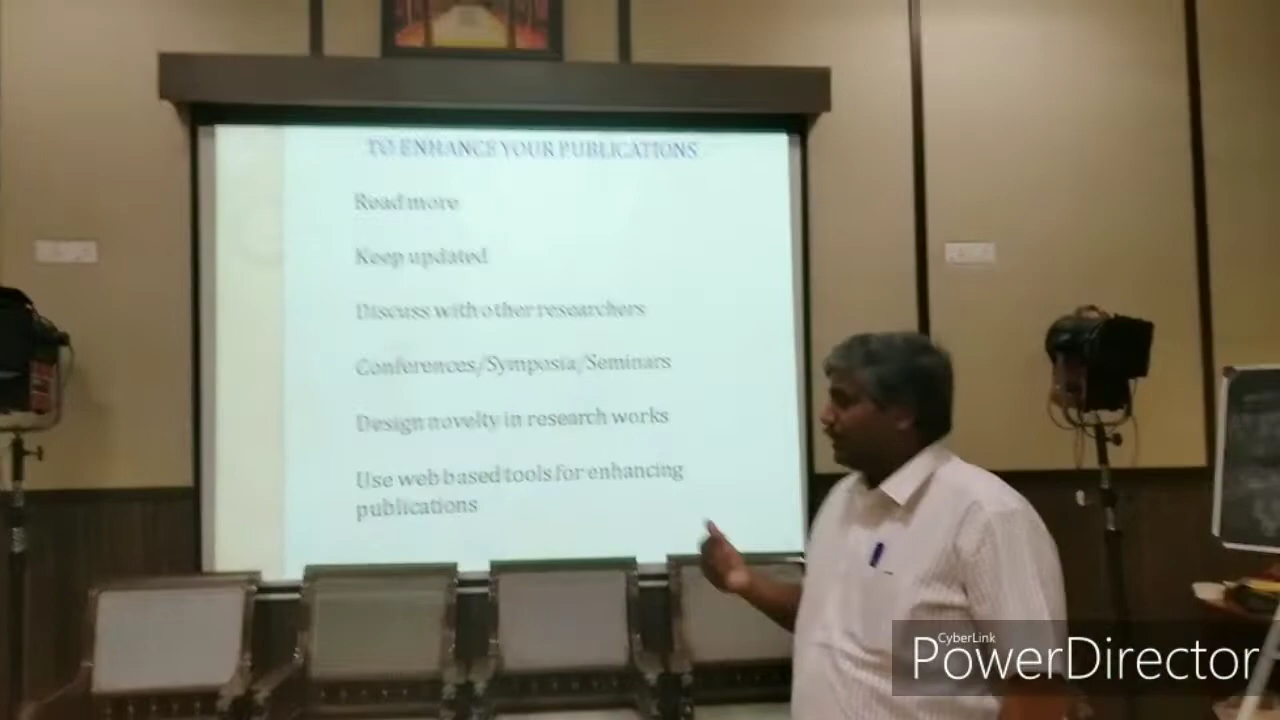 TO ENHANCE YOUR PUBLICATIONS
Read more
Keep updated
Discuss with other researchers
Conferences/Symposia/Seminars
Design novelty in research works
Use web based tools for enhancing
publications
CyberLink
PowerDirector